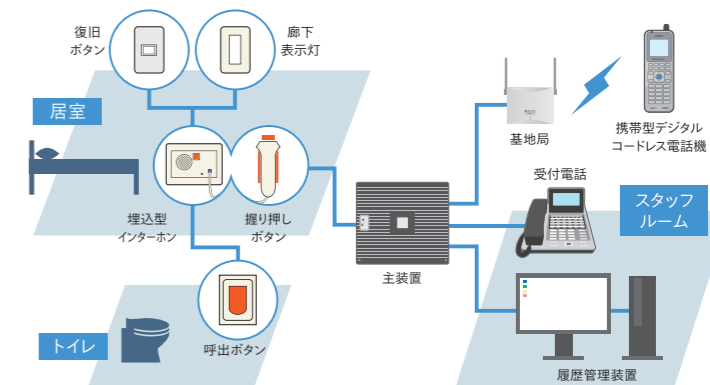 復旧
ボタン
廊下
表示灯
居室
埋込型
インターホン
握り押し
ボタン
トイレ
呼出ボタン
主装置
基地局
携帯型デジタル
コードレス電話機
受付電話
スタッフ
ルーム
履歴管理装置